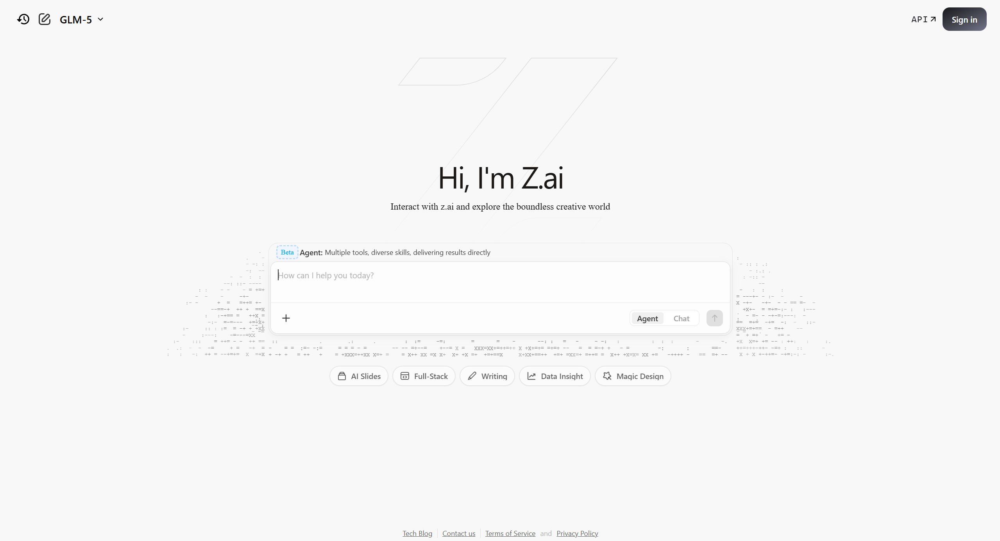 GLM-5
API
Sign in
Hi, I'm Z.ai
Interact with z.ai and explore the boundless creative world
Beta Agent: Multiple tools, diverse skills, delivering results directly
How can I help you today?
Agent Chat
AI Slides Full-Stack Writing Data Insight Magic Design
Tech Blog Contact us Terms of Service and Privacy Policy